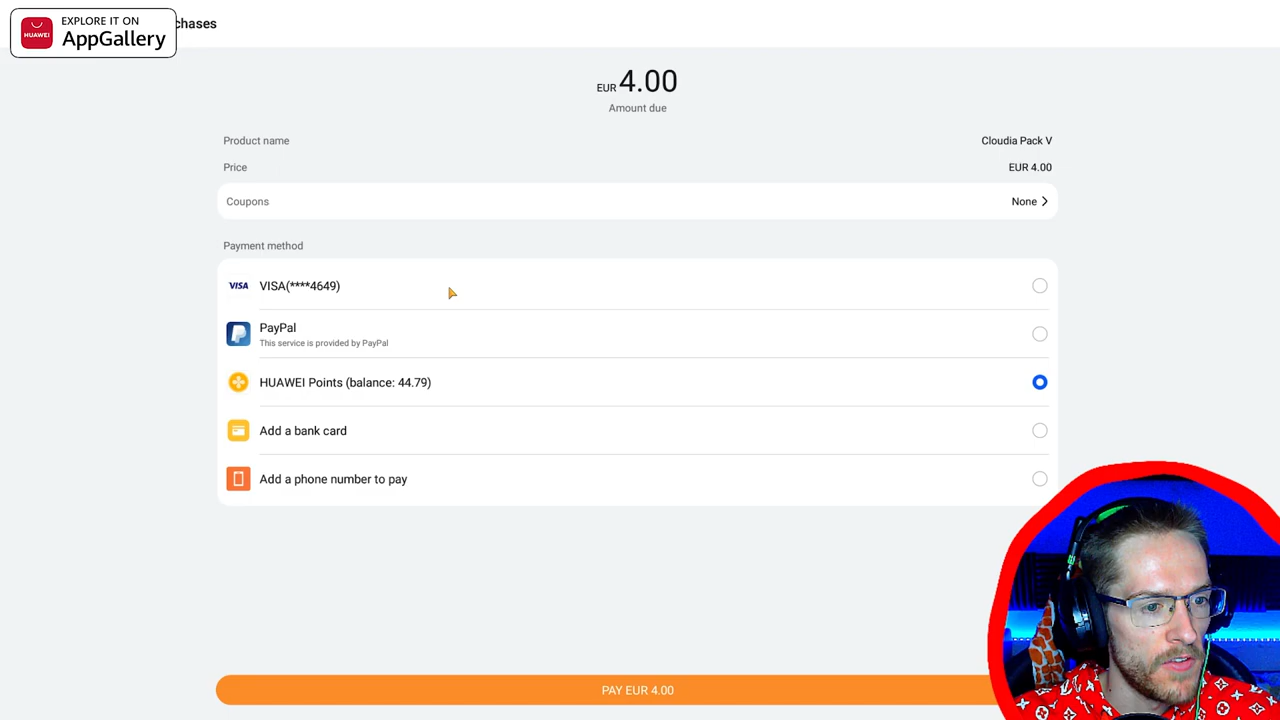 EXPLORE IT ON
HUAWEI
AppGallery
chases
EUR 4.00
Amount due
Product name
Cloudia Pack V
Price
EUR 4.00
Coupons
None
Payment method
VISA
VISA(****4649)
PayPal
This service is provided by PayPal
HUAWEI Points (balance: 44.79)
Add a bank card
Add a phone number to pay
PAY EUR 4.00